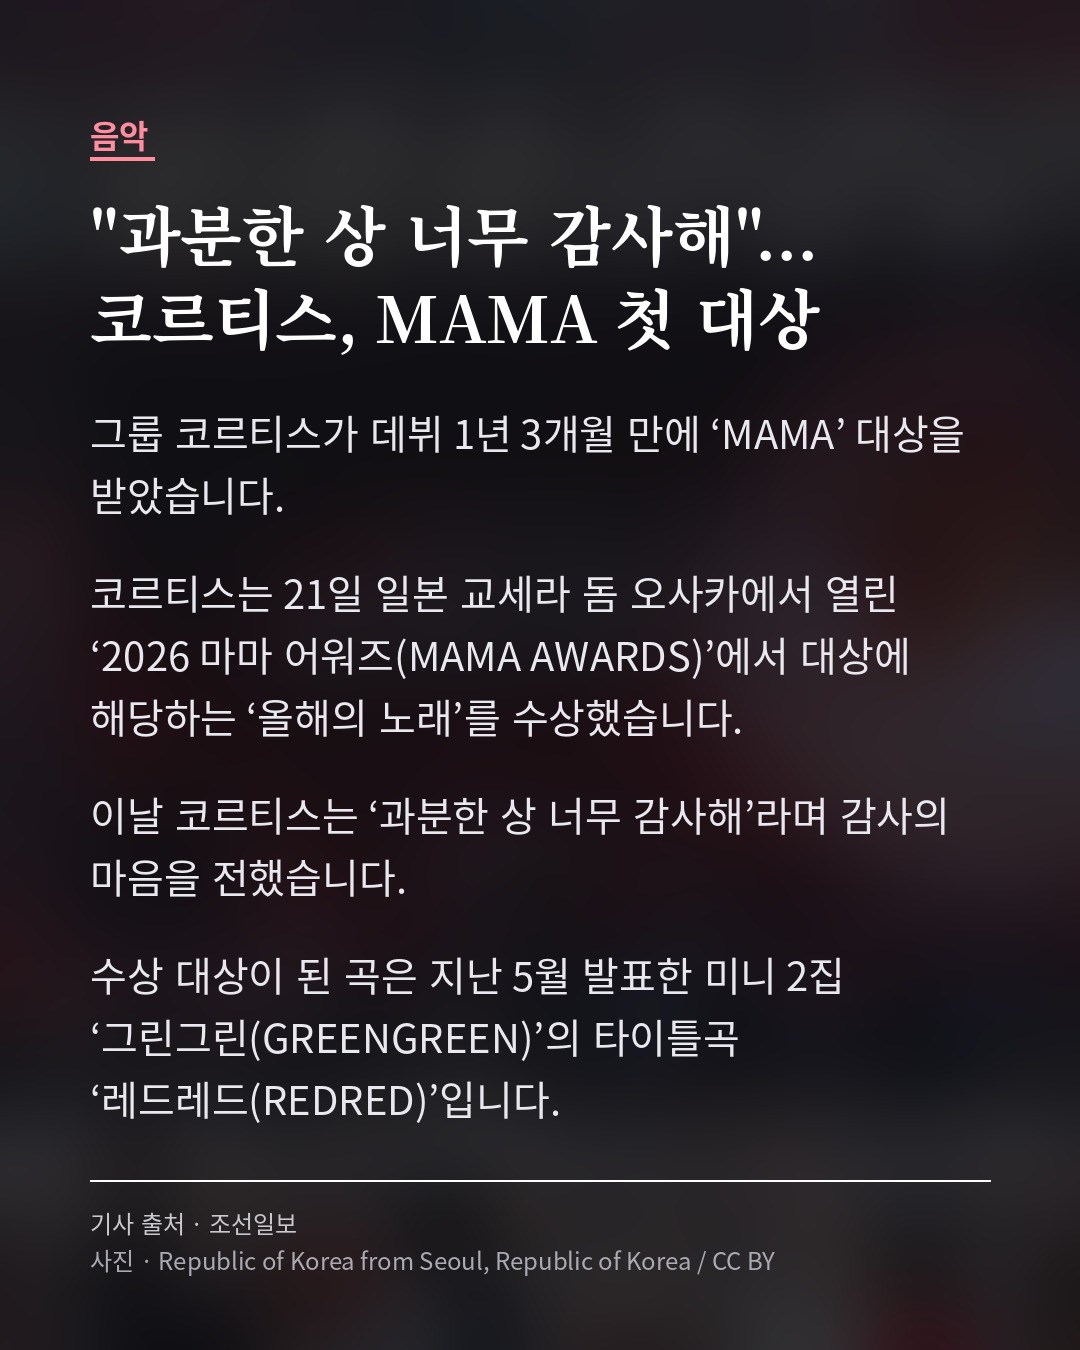 음악
"과분한 상 너무 감사해"...
코르티스, MAMA 첫 대상
그룹 코르티스가 데뷔 1년 3개월 만에 ‘MAMA’ 대상을
받았습니다.
코르티스는 21일 일본 교세라 돔 오사카에서 열린
‘2026 마마 어워즈(MAMA AWARDS)’에서 대상에
해당하는 ‘올해의 노래’를 수상했습니다.
이날 코르티스는 ‘과분한 상 너무 감사해’라며 감사의
마음을 전했습니다.
수상 대상이 된 곡은 지난 5월 발표한 미니 2집
‘그린그린(GREENGREEN)’의 타이틀곡
‘레드레드(REDRED)’입니다.
기사 출처 · 조선일보
사진 · Republic of Korea from Seoul, Republic of Korea / CC BY